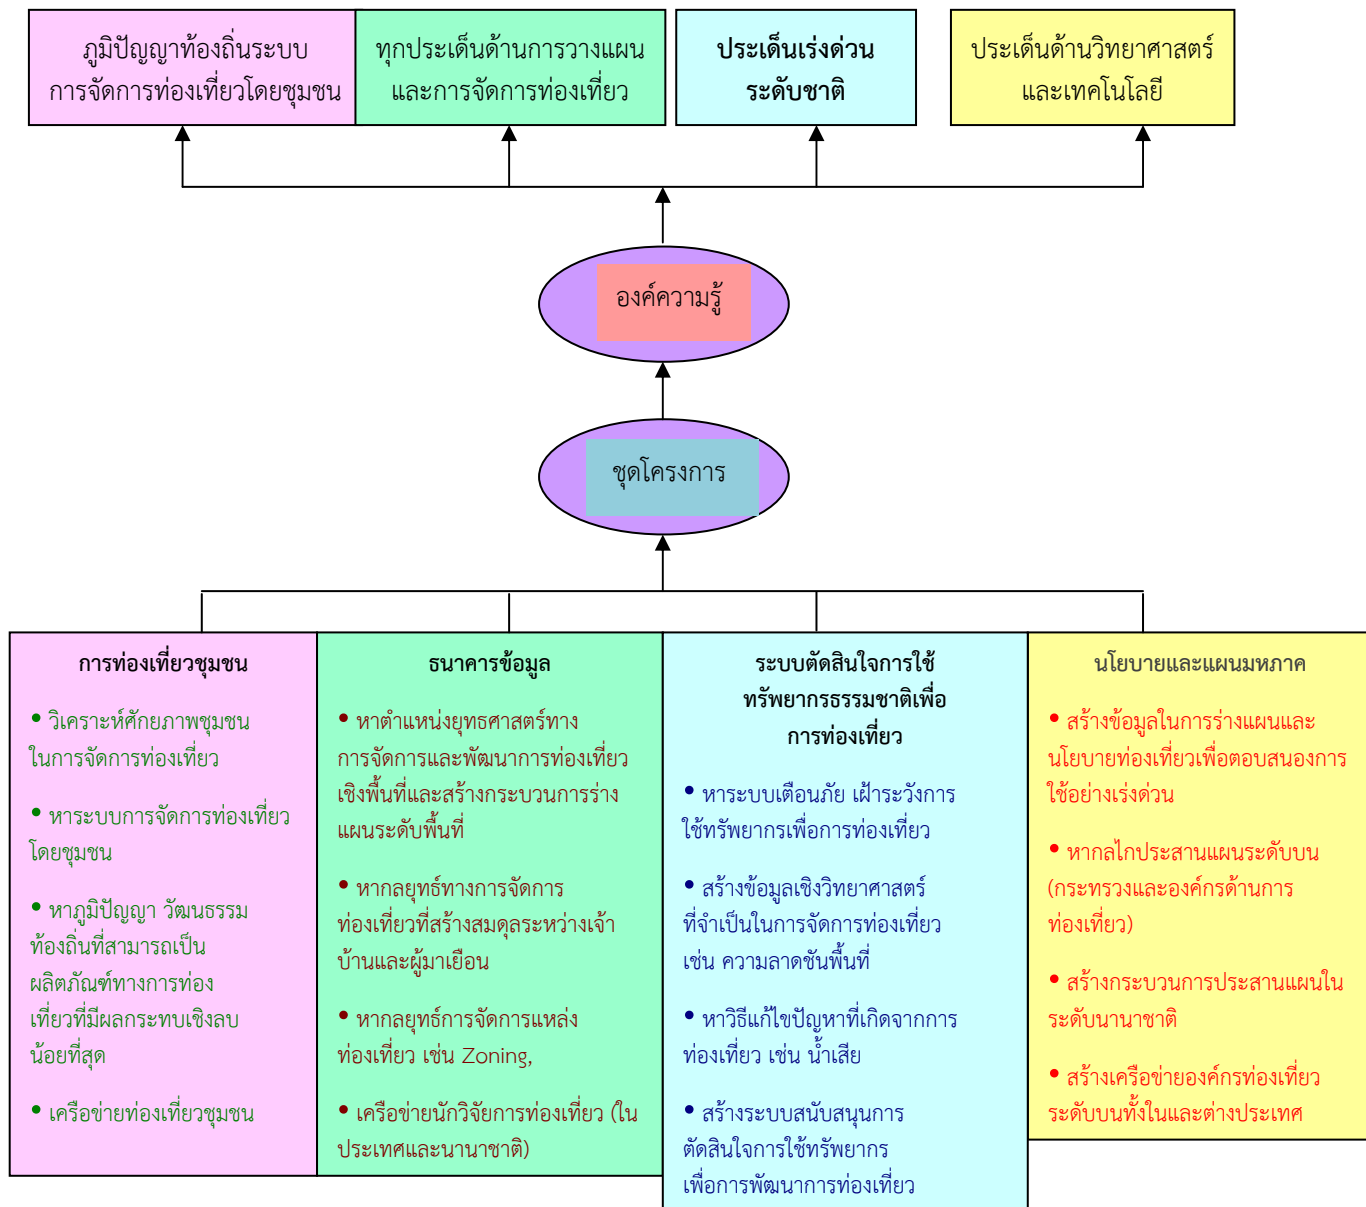 ภูมิปัญญาท้องถิ่นระบบ
การจัดการท่องเที่ยวโดยชุมชน
ทุกประเด็นด้านการวางแผน
และการจัดการท่องเที่ยว
ประเด็นเร่งด่วน
ระดับชาติ
ประเด็นด้านวิทยาศาสตร์
และเทคโนโลยี
องค์ความรู้
ชุดโครงการ
การท่องเที่ยวชุมชน
• วิเคราะห์ศักยภาพชุมชน
ในการจัดการท่องเที่ยว
• หาระบบการจัดการท่องเที่ยว
โดยชุมชน
• หาภูมิปัญญา วัฒนธรรม
ท้องถิ่นที่สามารถเป็น
ผลิตภัณฑ์ทางการท่อง
เที่ยวที่มีผลกระทบเชิงลบ
น้อยที่สุด
• เครือข่ายท่องเที่ยวชุมชน
ธนาคารข้อมูล
• หาตำแหน่งยุทธศาสตร์ทาง
การจัดการและพัฒนาการท่องเที่ยว
เชิงพื้นที่และสร้างกระบวนการร่าง
แผนระดับพื้นที่
• หากลยุทธ์ทางการจัดการ
ท่องเที่ยวที่สร้างสมดุลระหว่างเจ้า
บ้านและผู้มาเยือน
• หากลยุทธ์การจัดการแหล่ง
ท่องเที่ยว เช่น Zoning,
• เครือข่ายนักวิจัยการท่องเที่ยว (ใน
ประเทศและนานาชาติ)
ระบบตัดสินใจการใช้
ทรัพยากรธรรมชาติเพื่อ
การท่องเที่ยว
• หาระบบเตือนภัย เฝ้าระวังการ
ใช้ทรัพยากรเพื่อการท่องเที่ยว
• สร้างข้อมูลเชิงวิทยาศาสตร์
ที่จำเป็นในการจัดการท่องเที่ยว
เช่น ความลาดชันพื้นที่
• หาวิธีแก้ไขปัญหาที่เกิดจากการ
ท่องเที่ยว เช่น น้ำเสีย
• สร้างระบบสนับสนุนการ
ตัดสินใจการใช้ทรัพยากร
เพื่อการพัฒนาการท่องเที่ยว
นโยบายและแผนมหภาค
• สร้างข้อมูลในการร่างแผนและ
นโยบายท่องเที่ยวเพื่อตอบสนองการ
ใช้อย่างเร่งด่วน
• หากลไกประสานแผนระดับบน
(กระทรวงและองค์กรด้านการ
ท่องเที่ยว)
• สร้างกระบวนการประสานแผนใน
ระดับนานาชาติ
• สร้างเครือข่ายองค์กรท่องเที่ยว
ระดับบนทั้งในและต่างประเทศ